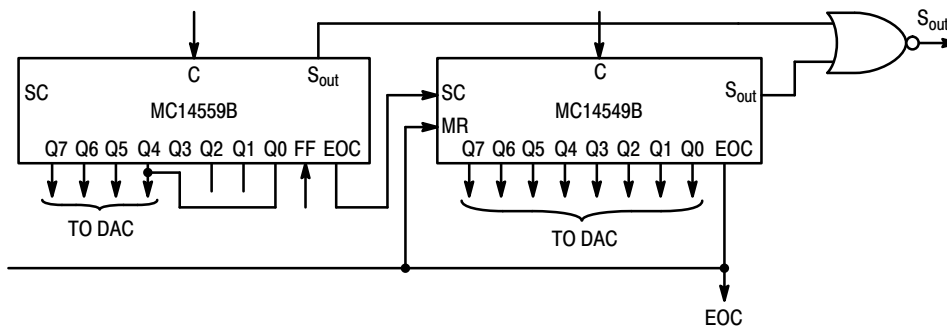 Sout
C
Sout
C
SC
MC14559B
SC
MC14549B
Sout
MR
Q7 Q6 Q5 Q4 Q3 Q2 Q1 Q0 FF EOC
Q7 Q6 Q5 Q4 Q3 Q2 Q1 Q0 EOC
TO DAC
TO DAC
EOC